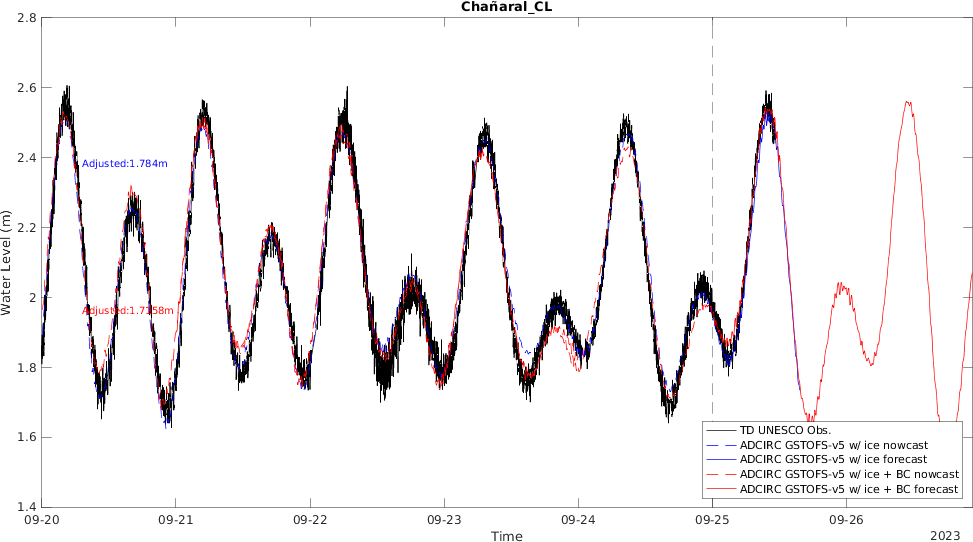 Chañaral_CL
2.8
2.6
2.4
2.2
2
1.8
1.6
1.4
Water Level (m)
Adjusted:1.784m
Adjusted:1.7158m
TD UNESCO Obs.
ADCIRC GSTOFS-v5 w/ ice nowcast
ADCIRC GSTOFS-v5 w/ ice forecast
ADCIRC GSTOFS-v5 w/ ice + BC nowcast
ADCIRC GSTOFS-v5 w/ ice + BC forecast
09-20 09-21 09-22 09-23 09-24 09-25 09-26
Time
2023